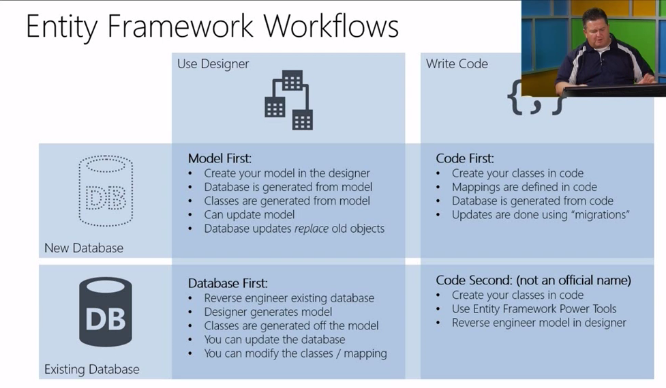 Entity Framework Workflows
Use Designer
Write Code
{,}
DB
New Database
Model First:
• Create your model in the designer
• Database is generated from model
• Classes are generated from model
• Can update model
• Database updates replace old objects
Code First:
• Create your classes in code
• Mappings are defined in code
• Database is generated from code
• Updates are done using “migrations”
DB
Existing Database
Database First:
• Reverse engineer existing database
• Designer generates model
• Classes are generated off the model
• You can update the database
• You can modify the classes / mapping
Code Second: (not an official name)
• Create your classes in code
• Use Entity Framework Power Tools
• Reverse engineer model in designer